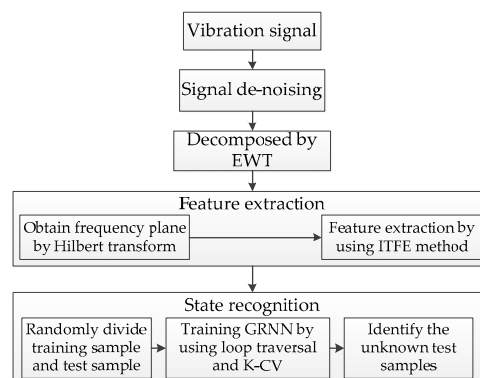 Vibration signal
Signal de-noising
Decomposed by
EWT
Feature extraction
Obtain frequency plane
by Hilbert transform
Feature extraction by
using ITFE method
State recognition
Randomly divide
training sample
and test sample
Training GRNN by
using loop traversal
and K-CV
Identify the
unknown test
samples